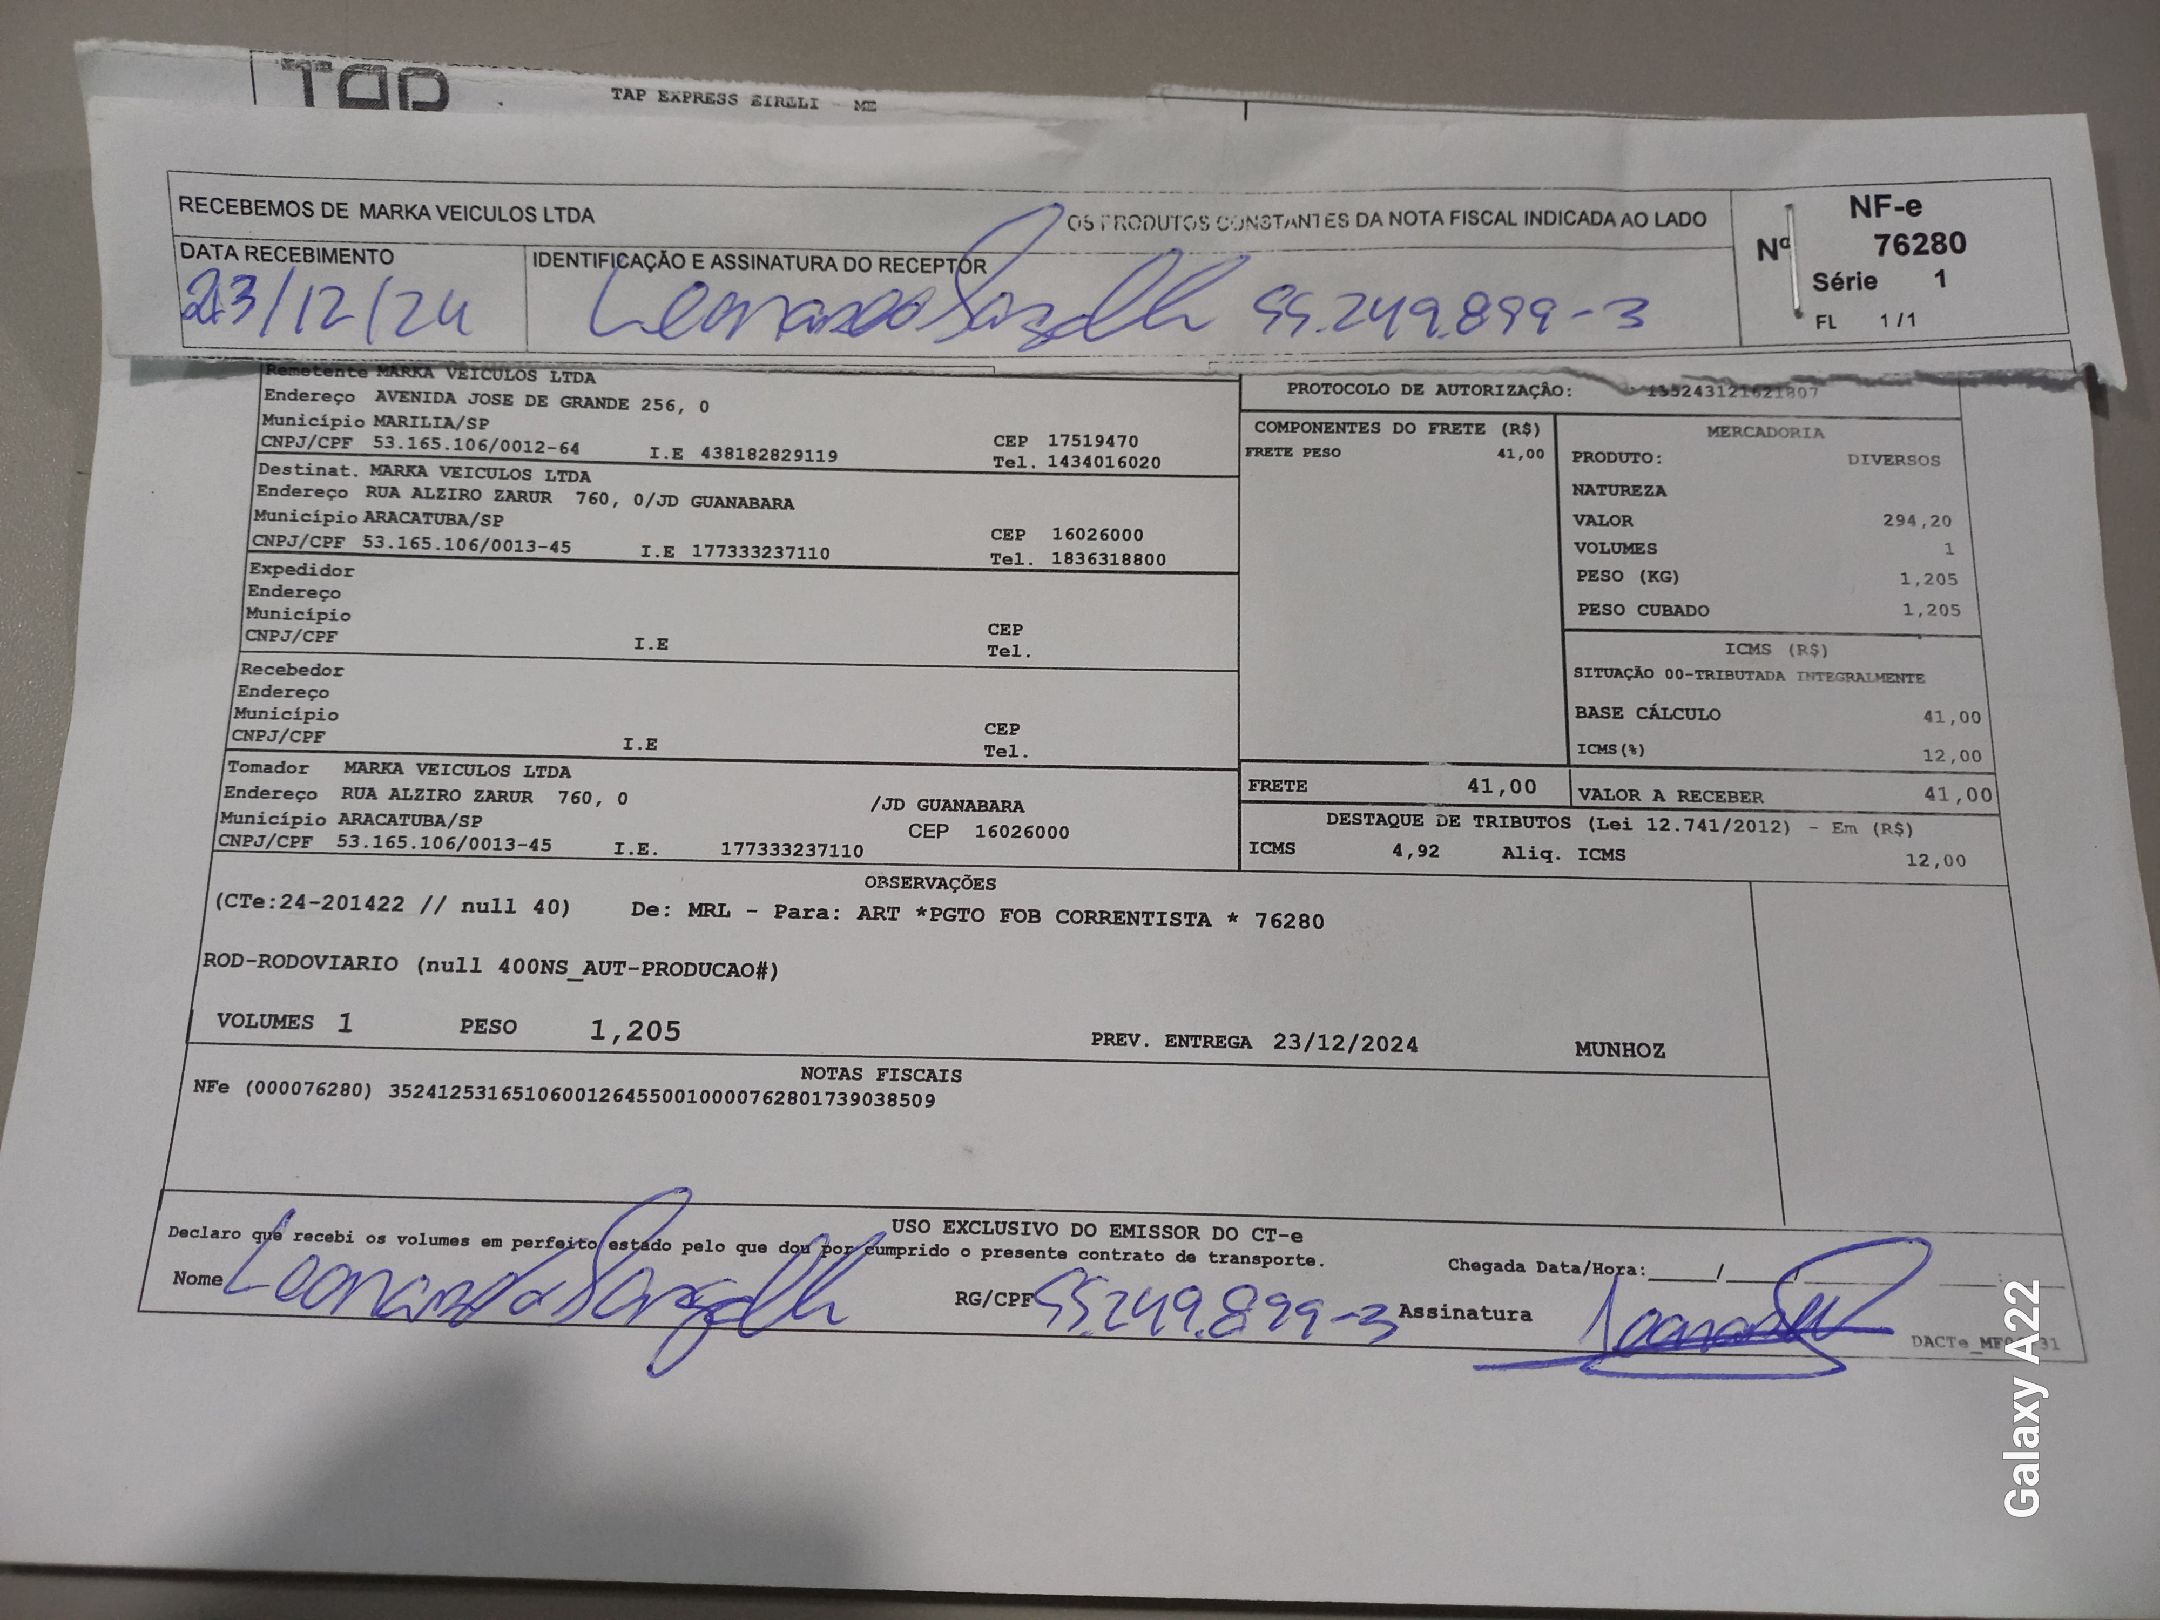 TAP
TAP EXPRESS EIRELI ME
RECEBEMOS DE MARKA VEICULOS LTDA OS PRODUTOS CONSTANTES DA NOTA FISCAL INDICADA AO LADO
NF-e
Nº 76280
Série 1
FL 1/1
DATA RECEBIMENTO
23/12/24
IDENTIFICAÇÃO E ASSINATURA DO RECEPTOR
Leonardo 55.249.899-3
Remetente MARKA VEICULOS LTDA
Endereço AVENIDA JOSE DE GRANDE 256, 0
Município MARILIA/SP CEP 17519470
CNPJ/CPF 53.165.106/0012-64 I.E 438182829119 Tel. 1434016020
Destinat. MARKA VEICULOS LTDA
Endereço RUA ALZIRO ZARUR 760, 0/JD GUANABARA
Município ARACATUBA/SP CEP 16026000
CNPJ/CPF 53.165.106/0013-45 I.E 177333237110 Tel. 1836318800
Expedidor
Endereço
Município CEP
CNPJ/CPF I.E Tel.
Recebedor
Endereço
Município CEP
CNPJ/CPF I.E Tel.
Tomador MARKA VEICULOS LTDA
Endereço RUA ALZIRO ZARUR 760, 0 /JD GUANABARA
Município ARACATUBA/SP CEP 16026000
CNPJ/CPF 53.165.106/0013-45 I.E. 177333237110
PROTOCOLO DE AUTORIZAÇÃO:
COMPONENTES DO FRETE (R$)
FRETE PESO 41,00
MERCADORIA
PRODUTO: DIVERSOS
NATUREZA
VALOR 294,20
VOLUMES 1
PESO (KG) 1,205
PESO CUBADO 1,205
ICMS (R$)
SITUAÇÃO 00-TRIBUTADA INTEGRALMENTE
BASE CÁLCULO 41,00
ICMS(%) 12,00
FRETE 41,00 VALOR A RECEBER 41,00
DESTAQUE DE TRIBUTOS (Lei 12.741/2012) - Em (R$)
ICMS 4,92 Aliq. ICMS 12,00
OBSERVAÇÕES
(CTe:24-201422 // null 40) De: MRL - Para: ART *PGTO FOB CORRENTISTA * 76280
ROD-RODOVIARIO (null 400NS_AUT-PRODUCAO#)
VOLUMES 1 PESO 1,205 PREV. ENTREGA 23/12/2024 MUNHOZ
NOTAS FISCAIS
NFe (000076280) 35241253165106001264550010000762801739038509
USO EXCLUSIVO DO EMISSOR DO CT-e
Declaro que recebi os volumes em perfeito estado pelo que dou por cumprido o presente contrato de transporte.
Chegada Data/Hora:____/____/
Nome Leonardo RG/CPF 55.249.899-3 Assinatura
Galaxy A22